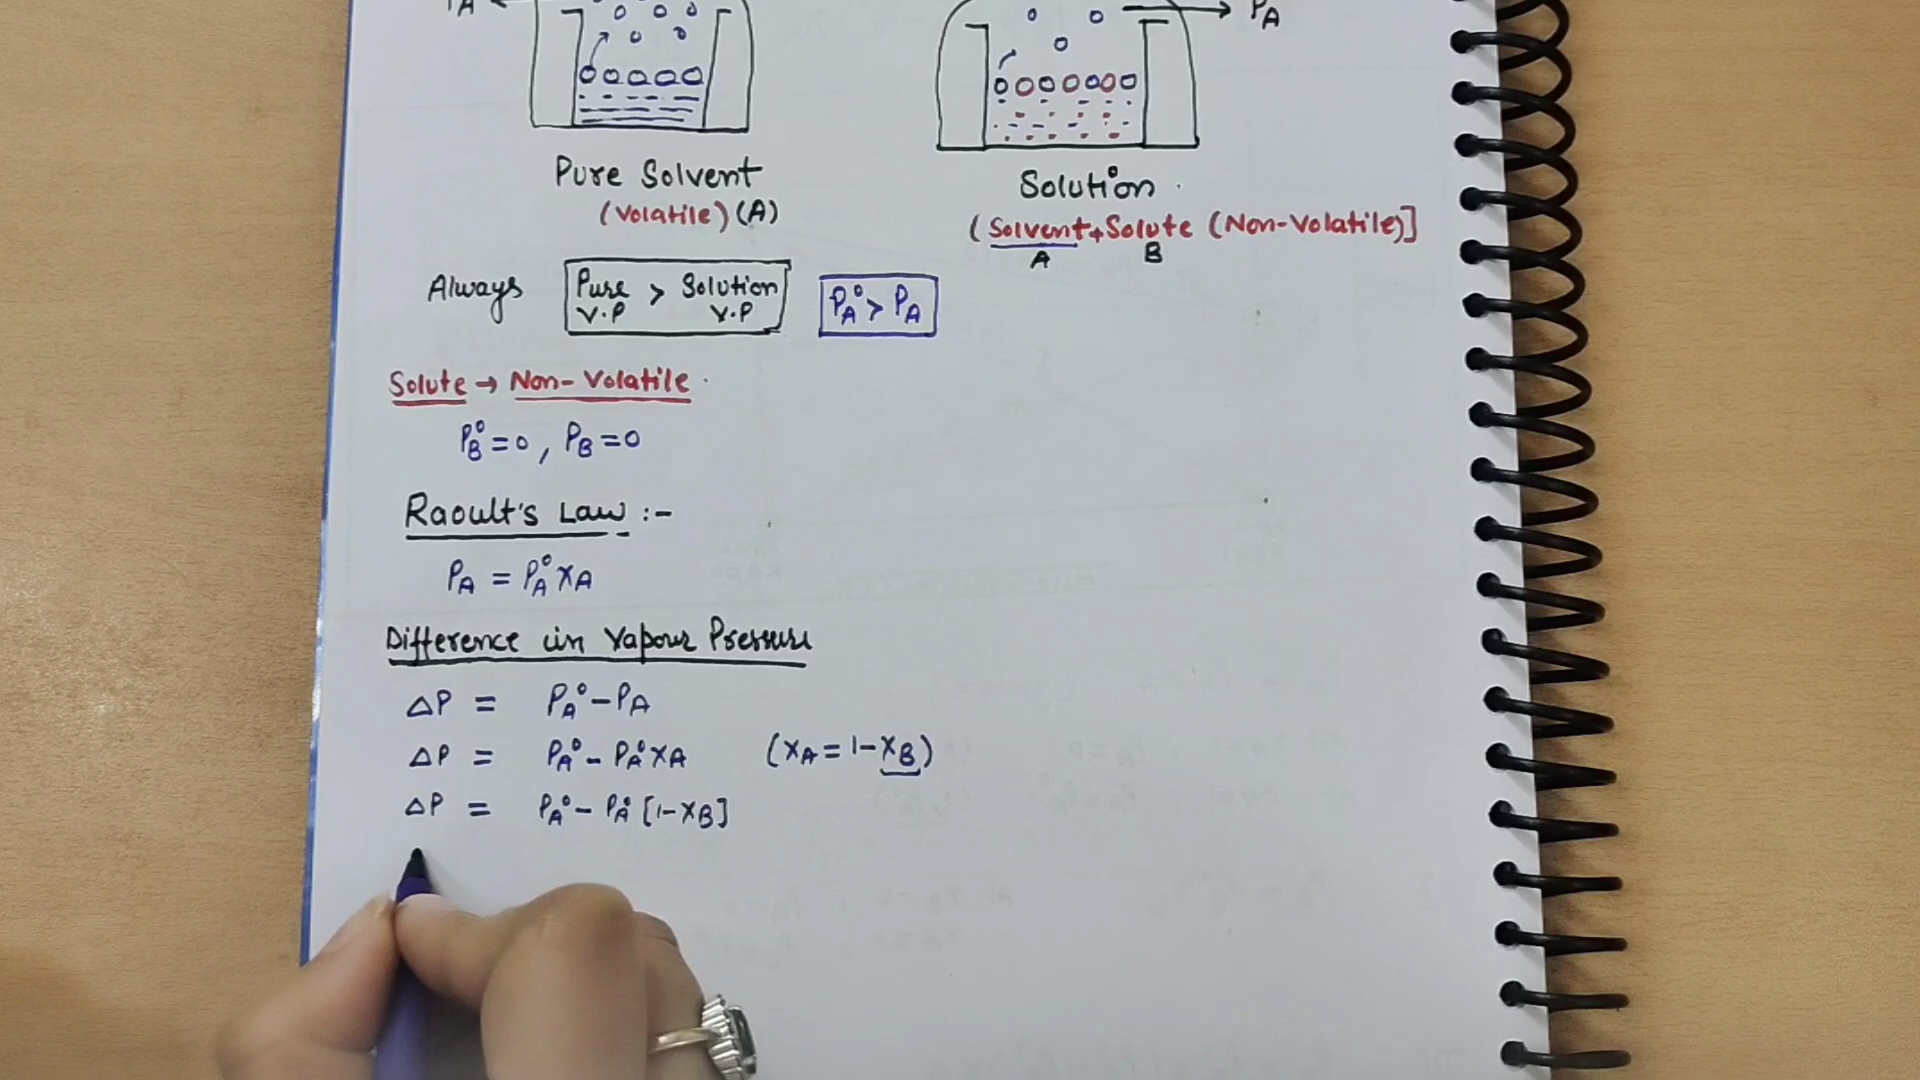 PA
Pure Solvent
(Volatile) (A)
Solution
(Solvent + Solute (Non-Volatile)]
A B
Always Pure V.P > Solution V.P PA° > PA
Solute → Non-Volatile
PB° = 0, PB = 0
Raoult's Law :-
PA = PA° XA
Difference in Vapour Pressure
ΔP = PA° - PA
ΔP = PA° - PA° XA (XA = 1 - XB)
ΔP = PA° - PA° [1 - XB]